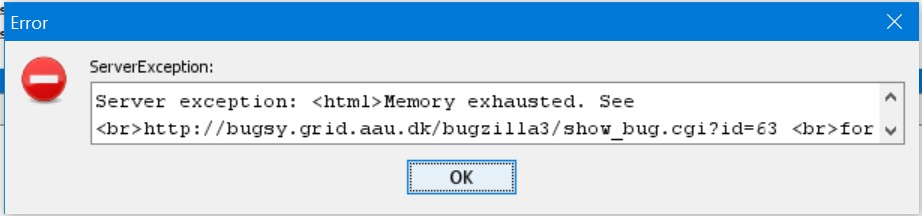 Error
ServerException:
Server exception: <html>Memory exhausted. See
<br>http://bugsy.grid.aau.dk/bugzilla3/show_bug.cgi?id=63 <br>for
OK